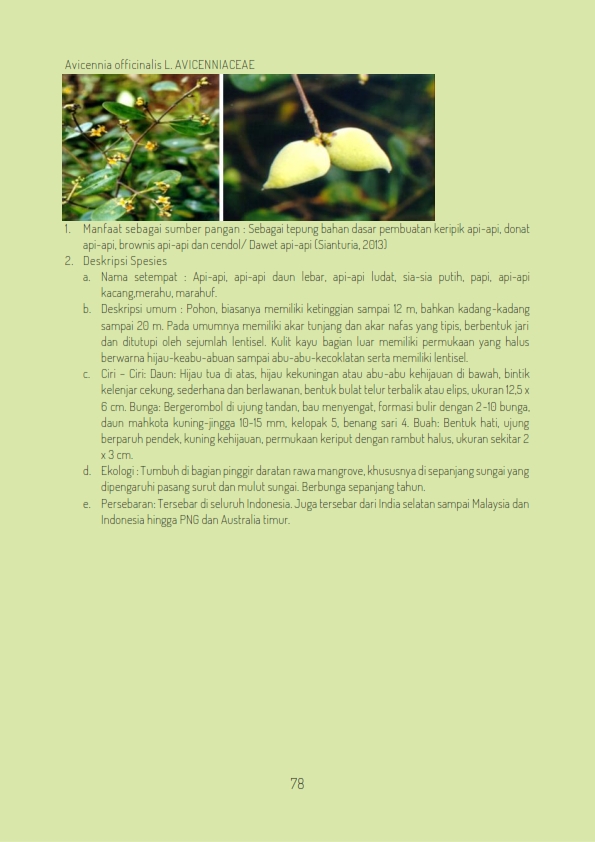 Avicennia officinalis L. AVICENNIACEAE
1. Manfaat sebagai sumber pangan : Sebagai tepung bahan dasar pembuatan keripik api-api, donat
api-api, brownis api-api dan cendol/ Dawet api-api (Sianturia, 2013)
2. Deskripsi Spesies
a. Nama setempat : Api-api, api-api daun lebar, api-api ludat, sia-sia putih, papi, api-api
kacang,merahu, marahuf.
b. Deskripsi umum : Pohon, biasanya memiliki ketinggian sampai 12 m, bahkan kadang-kadang
sampai 20 m. Pada umumnya memiliki akar tunjang dan akar nafas yang tipis, berbentuk jari
dan ditutupi oleh sejumlah lentisel. Kulit kayu bagian luar memiliki permukaan yang halus
berwarna hijau-keabu-abuan sampai abu-abu-kecoklatan serta memiliki lentisel.
c. Ciri – Ciri: Daun: Hijau tua di atas, hijau kekuningan atau abu-abu kehijauan di bawah, bintik
kelenjar cekung, sederhana dan berlawanan, bentuk bulat telur terbalik atau elips, ukuran 12,5 x
6 cm. Bunga: Bergerombol di ujung tandan, bau menyengat, formasi bulir dengan 2-10 bunga,
daun mahkota kuning-jingga 10-15 mm, kelopak 5, benang sari 4. Buah: Bentuk hati, ujung
berparuh pendek, kuning kehijauan, permukaan keriput dengan rambut halus, ukuran sekitar 2
x 3 cm.
d. Ekologi : Tumbuh di bagian pinggir daratan rawa mangrove, khususnya di sepanjang sungai yang
dipengaruhi pasang surut dan mulut sungai. Berbunga sepanjang tahun.
e. Persebaran: Tersebar di seluruh Indonesia. Juga tersebar dari India selatan sampai Malaysia dan
Indonesia hingga PNG dan Australia timur.
78